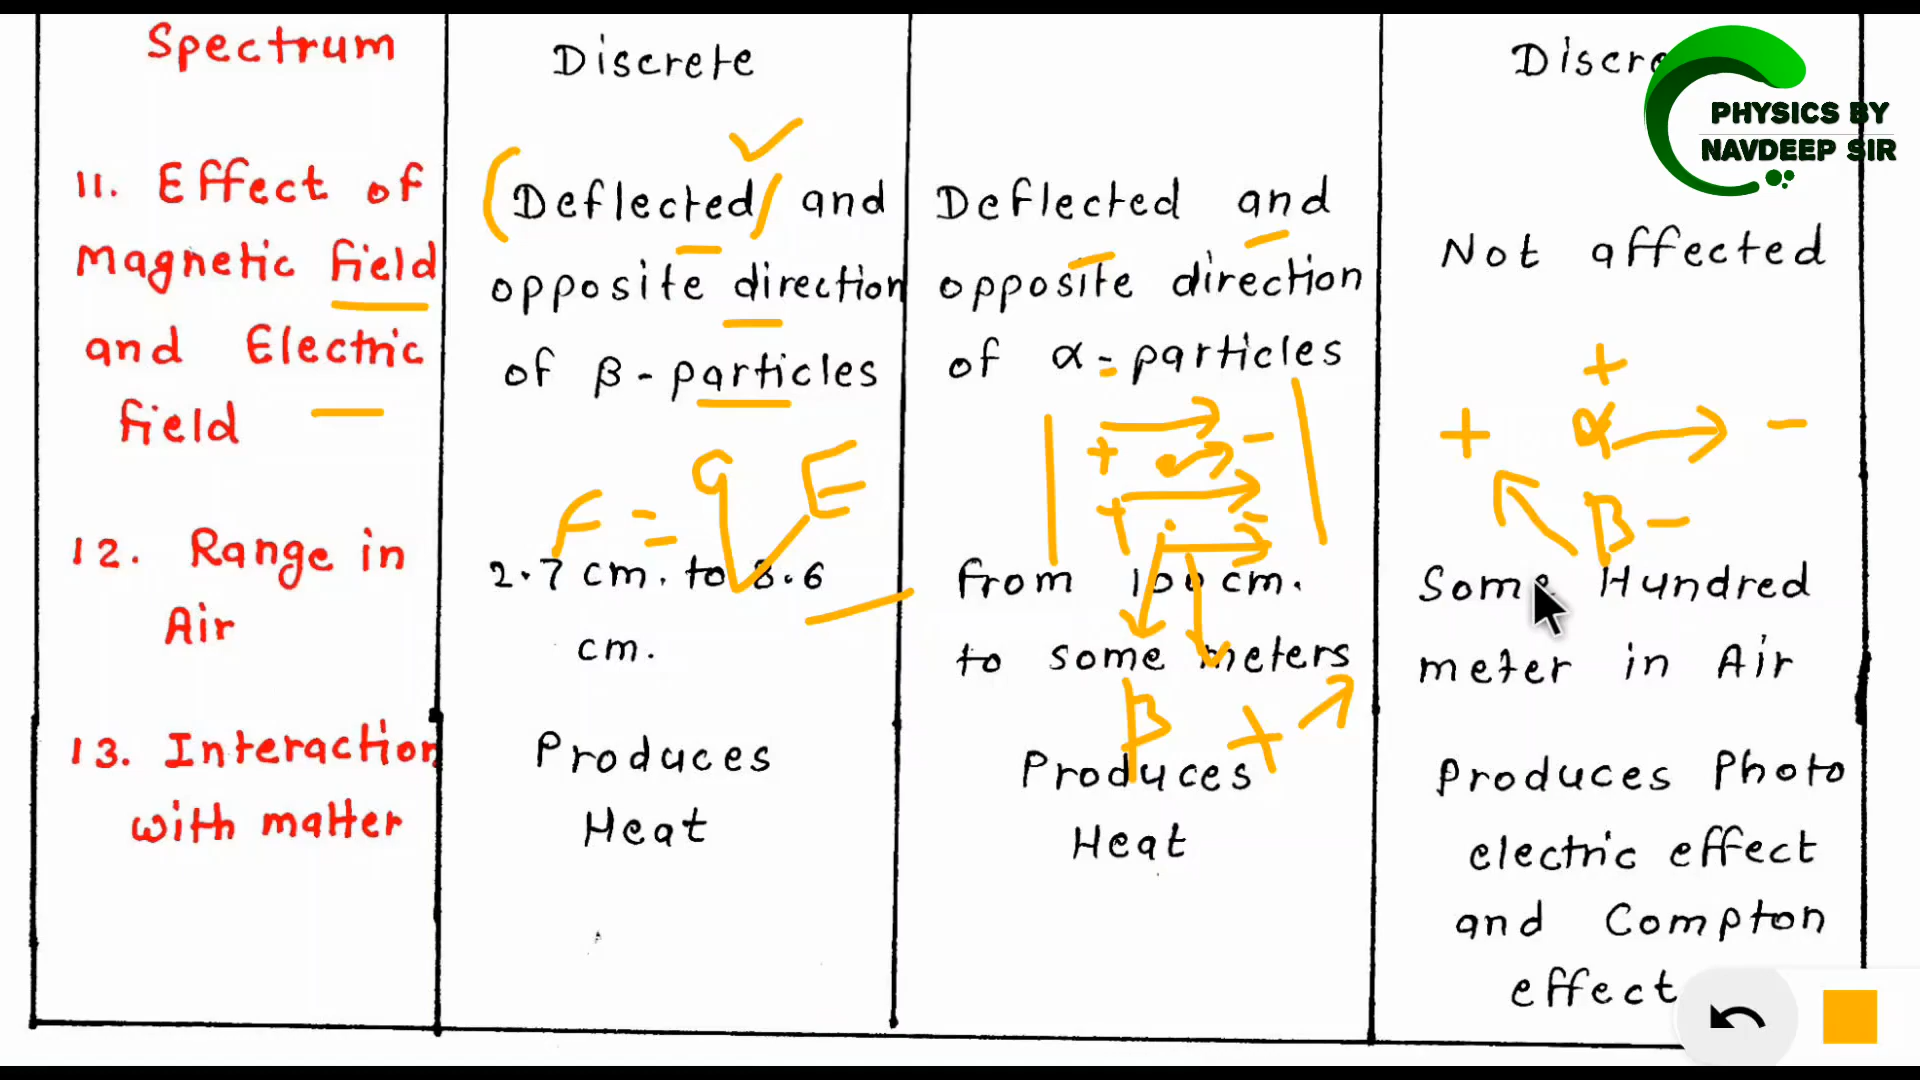 Spectrum
Discrete
Discre
PHYSICS BY
NAVDEEP SIR
11. Effect of
Magnetic field
and Electric
field
Deflected and
opposite direction
of β - particles
Deflected and
opposite direction
of α - particles
Not affected
F = qE
+ -
+ -
β +
+
+ α -
β -
12. Range in
Air
2.7 cm. to 8.6
cm.
from 100 cm.
to some meters
Some Hundred
meter in Air
13. Interaction
with matter
Produces
Heat
Produces
Heat
Produces Photo
electric effect
and Compton
effect